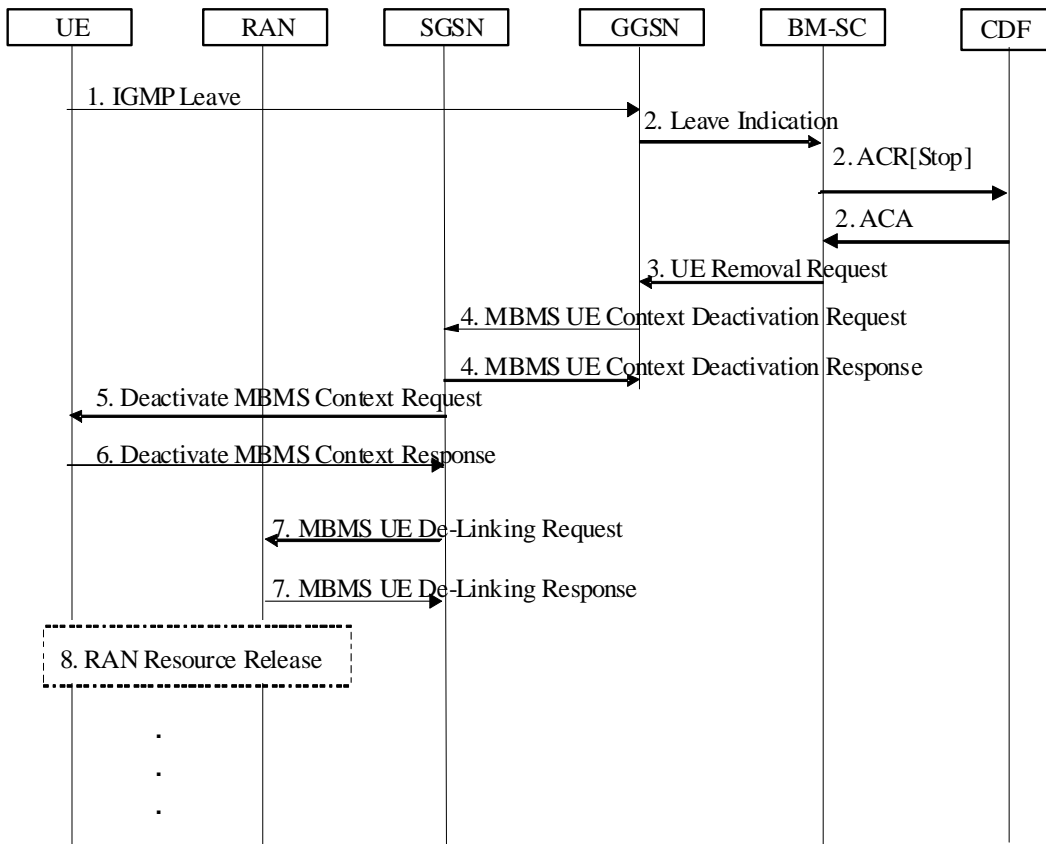 UE
RAN
SGSN
GGSN
BM-SC
CDF
1. IGMP Leave
2. Leave Indication
2. ACR[Stop]
2. ACA
3. UE Removal Request
4. MBMS UE Context Deactivation Request
4. MBMS UE Context Deactivation Response
5. Deactivate MBMS Context Request
6. Deactivate MBMS Context Response
7. MBMS UE De-Linking Request
7. MBMS UE De-Linking Response
8. RAN Resource Release
.
.
.